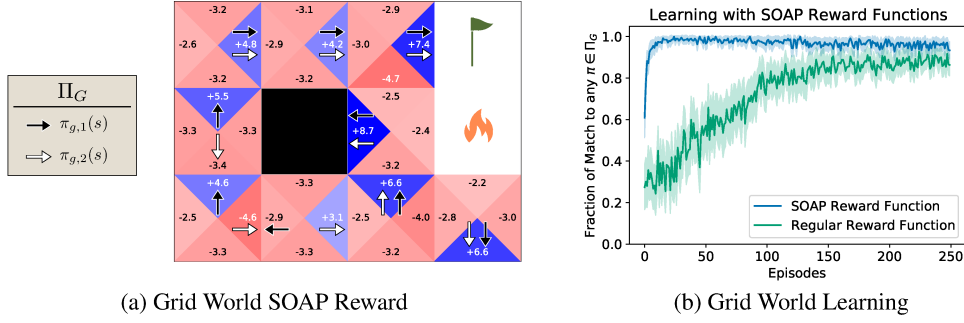 Π_G
π_{g,1}(s)
π_{g,2}(s)
-3.2 -3.1 -2.9
-2.6 +4.8 -2.9 +4.2 -3.0 +7.4
-3.2 -3.2 -4.7
+5.5 -2.5
-3.3 -3.3 +8.7 -2.4
-3.4 -3.2
+4.6 -3.3 +6.6 -2.2
-2.5 -4.6 -2.9 +3.1 -2.5 -4.0 -2.8 -3.0
-3.3 -3.3 -3.2 +6.6
(a) Grid World SOAP Reward
Learning with SOAP Reward Functions
Fraction of Match to any π ∈ Π_G
1.0
0.8
0.6
0.4
0.2
0.0
SOAP Reward Function
Regular Reward Function
0 50 100 150 200 250
Episodes
(b) Grid World Learning